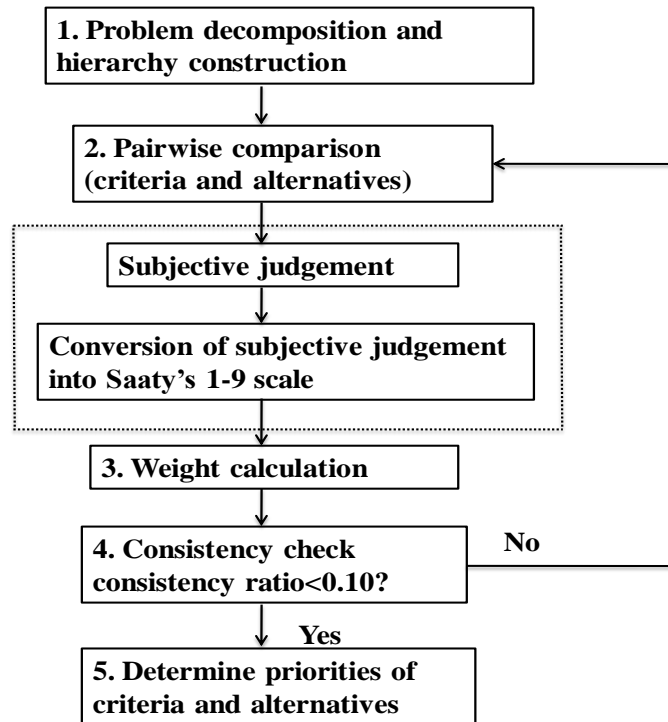 1. Problem decomposition and
hierarchy construction
2. Pairwise comparison
(criteria and alternatives)
Subjective judgement
Conversion of subjective judgement
into Saaty's 1-9 scale
3. Weight calculation
4. Consistency check
consistency ratio<0.10?
No
Yes
5. Determine priorities of
criteria and alternatives